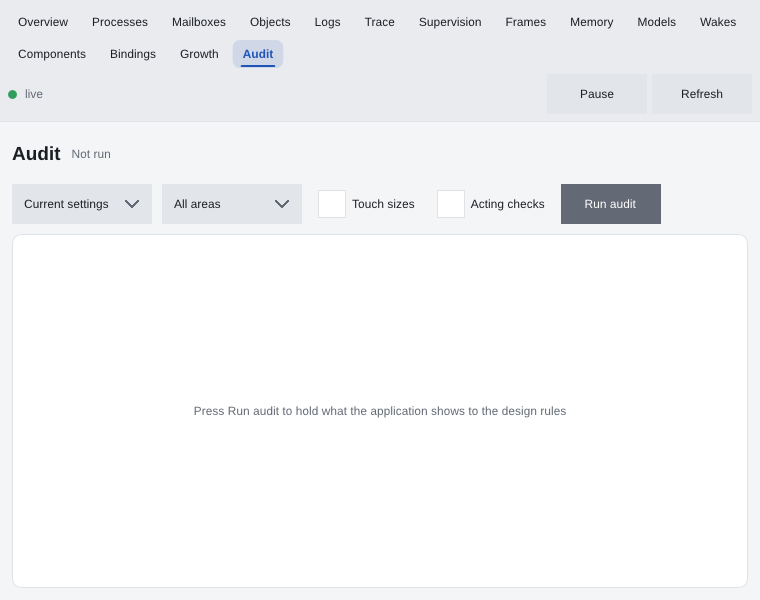 Overview Processes Mailboxes Objects Logs Trace Supervision Frames Memory Models Wakes
Components Bindings Growth Audit
live Pause Refresh
Audit Not run
Current settings All areas Touch sizes Acting checks Run audit
Press Run audit to hold what the application shows to the design rules